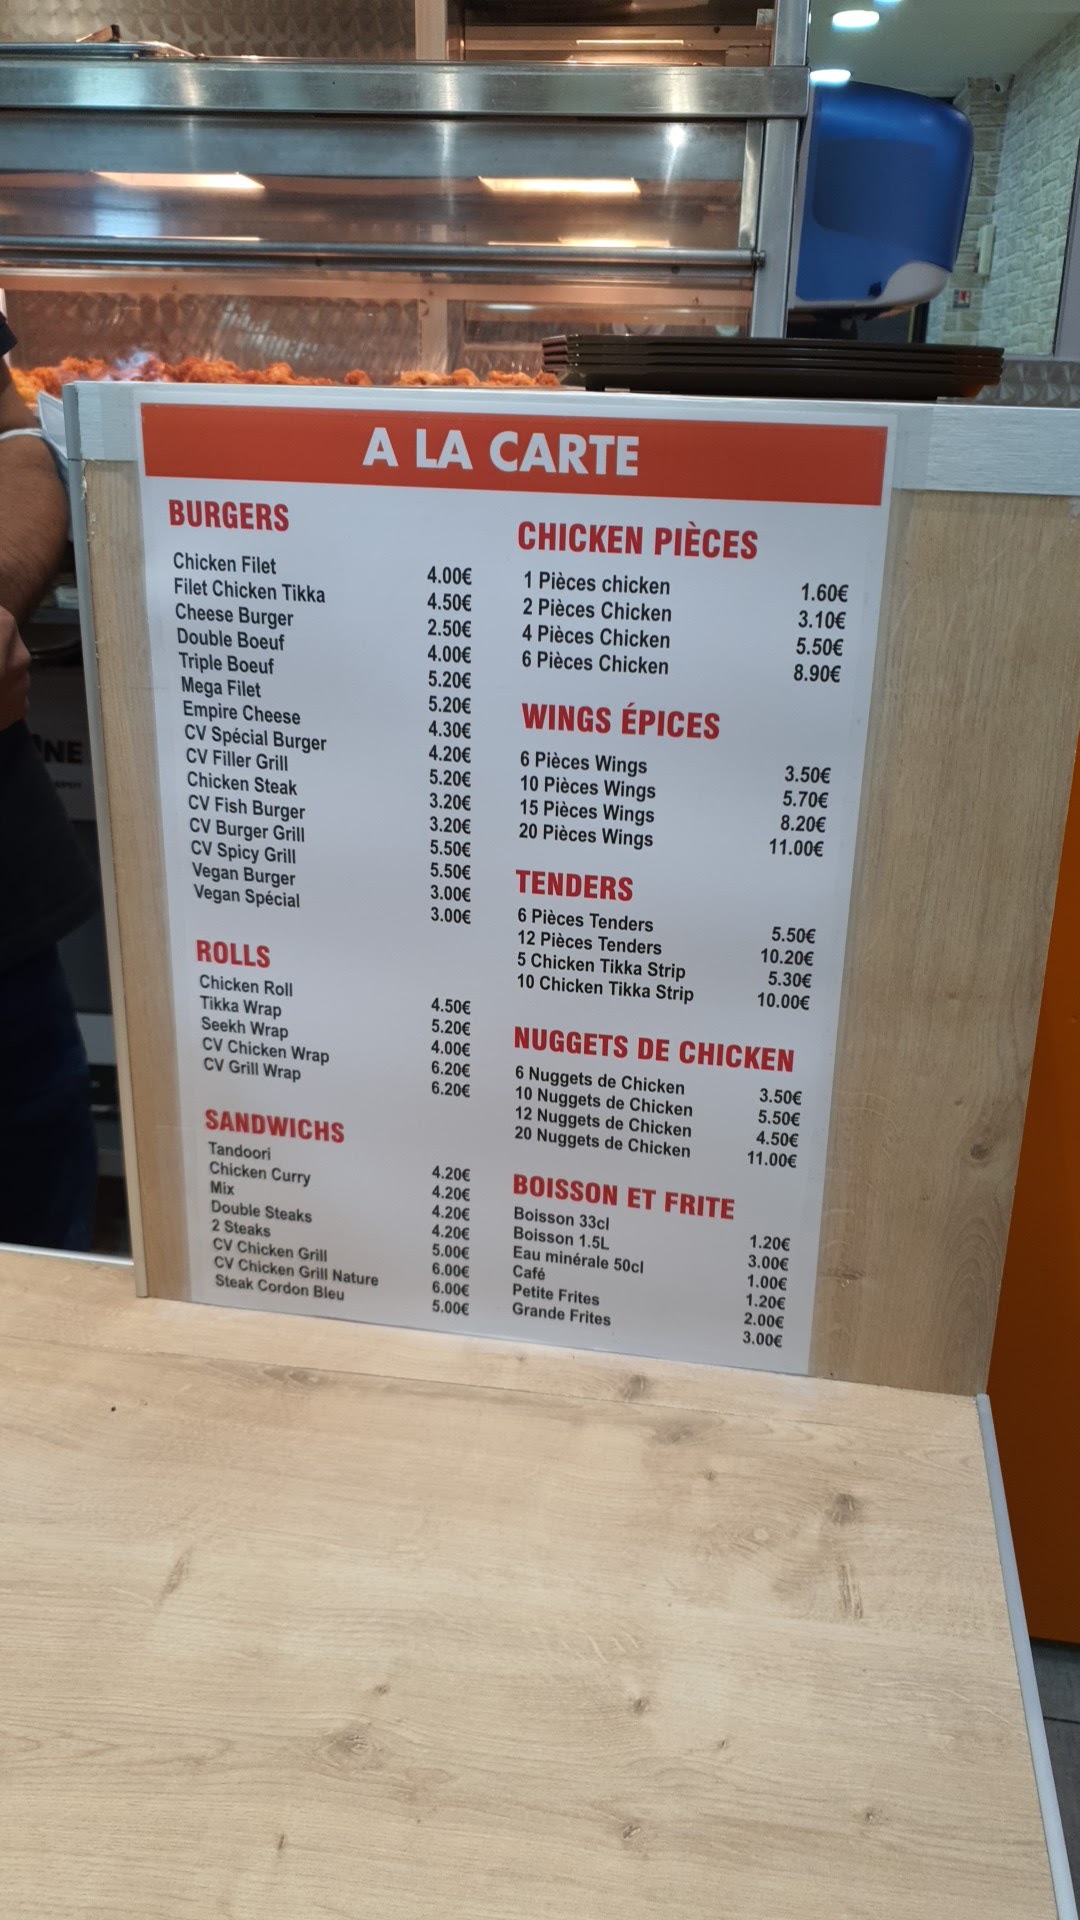 A LA CARTE
BURGERS
Chicken Filet 4.00€
Filet Chicken Tikka 4.50€
Cheese Burger 2.50€
Double Boeuf 4.00€
Triple Boeuf 5.20€
Mega Filet 5.20€
Empire Cheese 4.30€
CV Spécial Burger 4.20€
CV Filler Grill 5.20€
Chicken Steak 3.20€
CV Fish Burger 3.20€
CV Burger Grill 5.50€
CV Spicy Grill 5.50€
Vegan Burger 3.00€
Vegan Spécial 3.00€
ROLLS
Chicken Roll 4.50€
Tikka Wrap 5.20€
Seekh Wrap 4.00€
CV Chicken Wrap 6.20€
CV Grill Wrap 6.20€
SANDWICHS
Tandoori 4.20€
Chicken Curry 4.20€
Mix 4.20€
Double Steaks 4.20€
2 Steaks 5.00€
CV Chicken Grill 6.00€
CV Chicken Grill Nature 6.00€
Steak Cordon Bleu 5.00€
CHICKEN PIÈCES
1 Pièces chicken 1.60€
2 Pièces Chicken 3.10€
4 Pièces Chicken 5.50€
6 Pièces Chicken 8.90€
WINGS ÉPICES
6 Pièces Wings 3.50€
10 Pièces Wings 5.70€
15 Pièces Wings 8.20€
20 Pièces Wings 11.00€
TENDERS
6 Pièces Tenders 5.50€
12 Pièces Tenders 10.20€
5 Chicken Tikka Strip 5.30€
10 Chicken Tikka Strip 10.00€
NUGGETS DE CHICKEN
6 Nuggets de Chicken 3.50€
10 Nuggets de Chicken 5.50€
12 Nuggets de Chicken 4.50€
20 Nuggets de Chicken 11.00€
BOISSON ET FRITE
Boisson 33cl 1.20€
Boisson 1.5L 3.00€
Eau minérale 50cl 1.00€
Café 1.20€
Petite Frites 2.00€
Grande Frites 3.00€